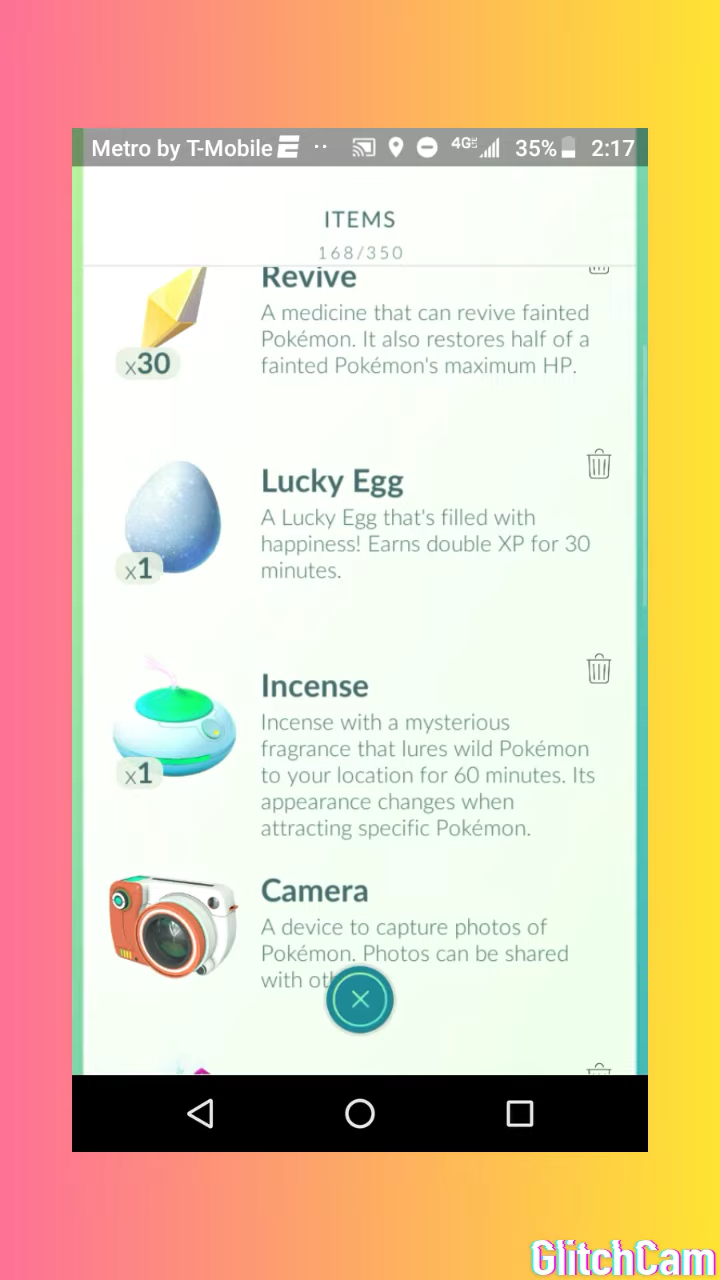 Metro by T-Mobile 4G LTE 35% 2:17
ITEMS
168/350
Revive
A medicine that can revive fainted
Pokémon. It also restores half of a
fainted Pokémon's maximum HP.
x30
Lucky Egg
A Lucky Egg that's filled with
happiness! Earns double XP for 30
minutes.
x1
Incense
Incense with a mysterious
fragrance that lures wild Pokémon
to your location for 60 minutes. Its
appearance changes when
attracting specific Pokémon.
x1
Camera
A device to capture photos of
Pokémon. Photos can be shared
with
GlitchCam